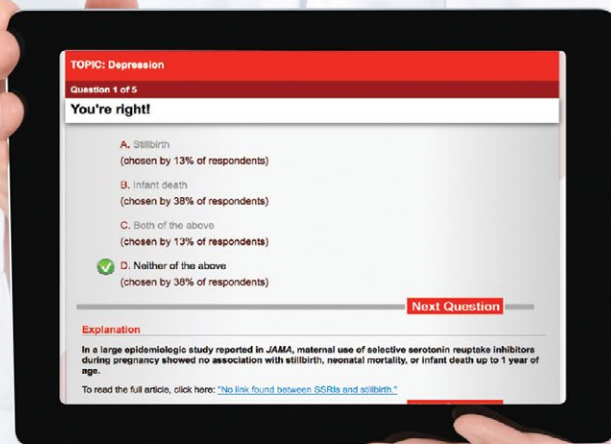 TOPIC: Depression
Question 1 of 5
You're right!
A. Stillbirth
(chosen by 13% of respondents)
B. Infant death
(chosen by 38% of respondents)
C. Both of the above
(chosen by 13% of respondents)
D. Neither of the above
(chosen by 38% of respondents)
Next Question
Explanation
In a large epidemiologic study reported in JAMA, maternal use of selective serotonin reuptake inhibitors
during pregnancy showed no association with stillbirth, neonatal mortality, or infant death up to 1 year of
age.
To read the full article, click here: "No link found between SSRIs and stillbirth."